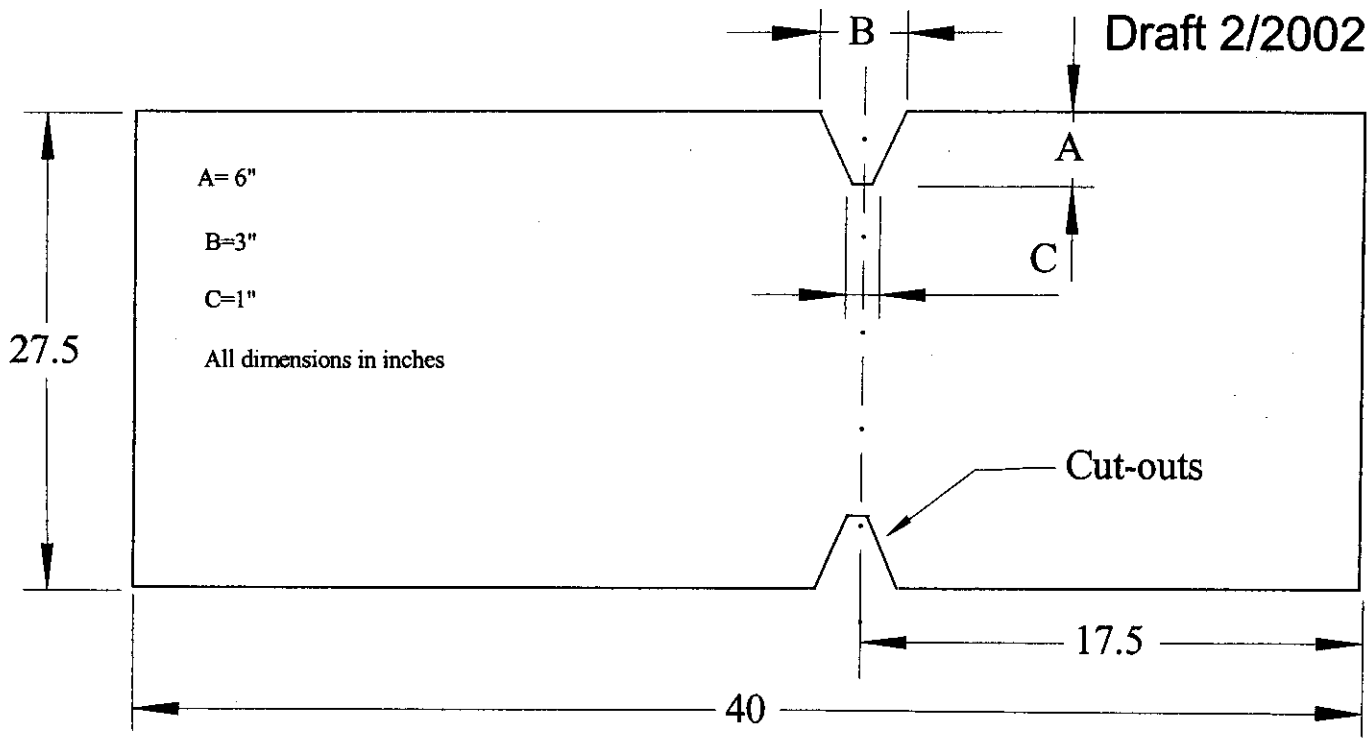 B
Draft 2/2002
A
A= 6"
B=3"
C
C=1"
27.5
All dimensions in inches
Cut-outs
17.5
40